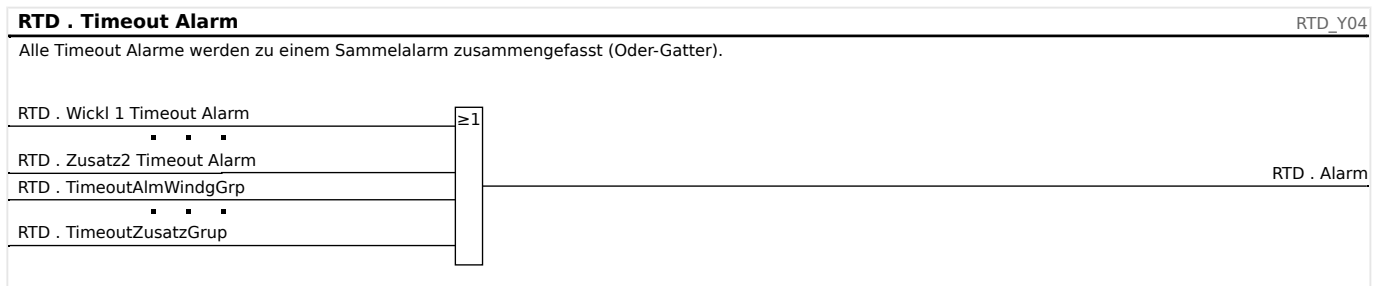 RTD . Timeout Alarm
RTD_Y04
Alle Timeout Alarme werden zu einem Sammelalarm zusammengefasst (Oder-Gatter).
RTD . Wickl 1 Timeout Alarm
≥1
RTD . Zusatz2 Timeout Alarm
RTD . Alarm
RTD . TimeoutAlmWindgGrp
RTD . TimeoutZusatzGrup